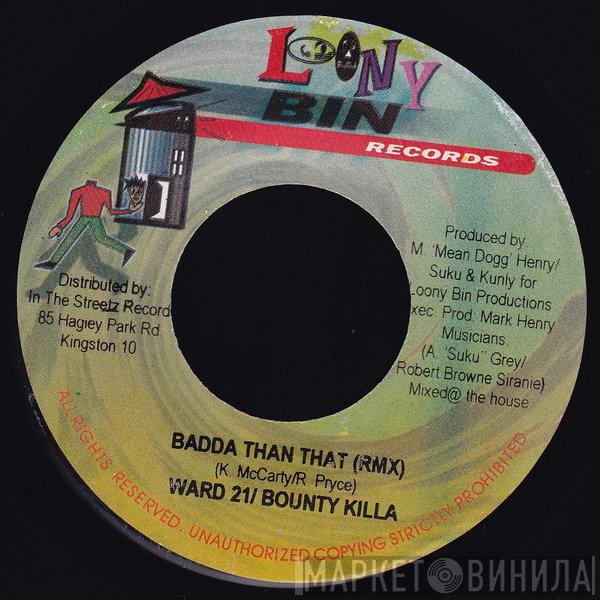 LOONY
BIN
RECORDS
Distributed by:
In The Streetz Record
85 Hagley Park Rd.
Kingston 10
Produced by:
M. 'Mean Dogg' Henry/
Suku & Kunly for
Loony Bin Productions
xec. Prod. Mark Henry
Musicians.
(A. 'Suku" Grey/
Robert Browne Siranie)
Mixed@ the house
BADDA THAN THAT (RMX)
(K. McCarty/R. Pryce)
WARD 21/ BOUNTY KILLA
ALL RIGHTS RESERVED. UNAUTHORIZED COPYING STRICTLY PROHIBITED
МАРКЕТ ВИНИЛА